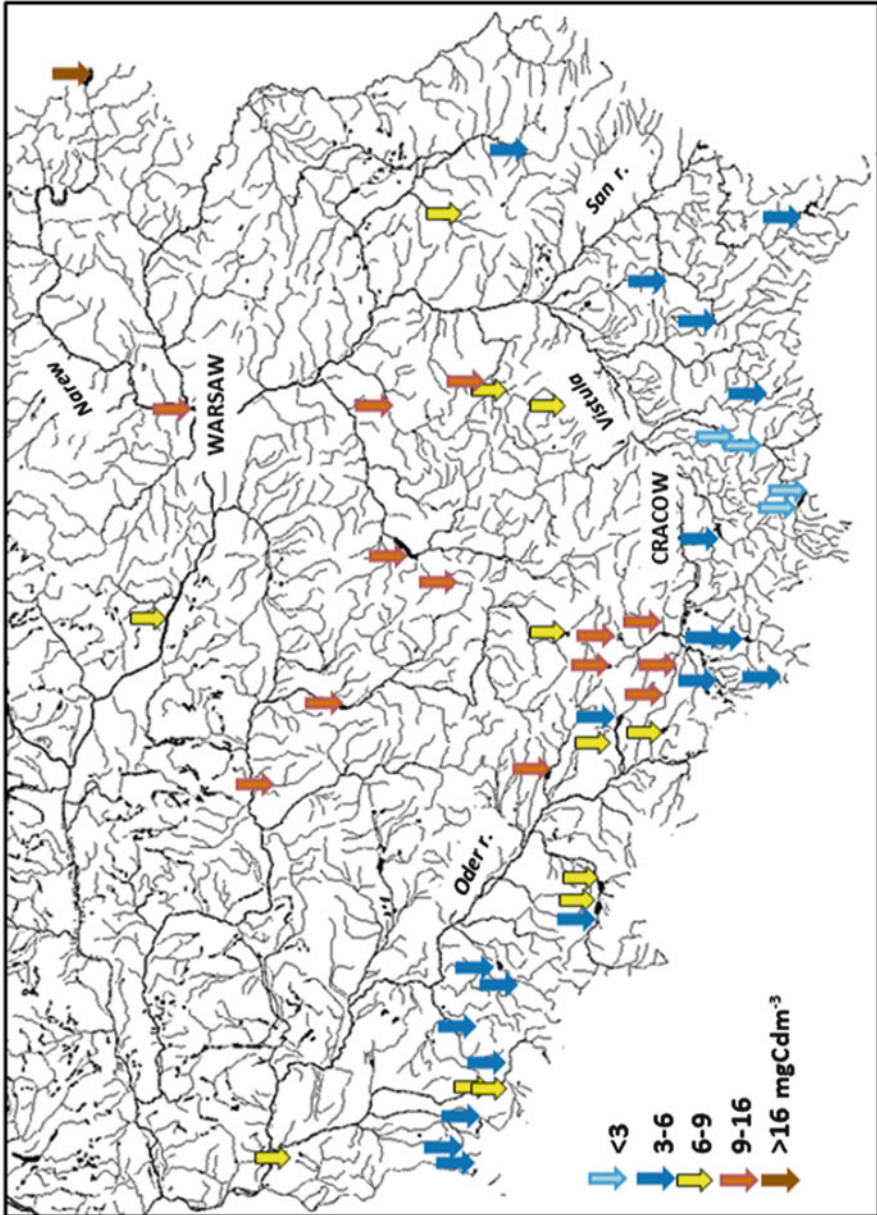 Narew
WARSAW
San r.
Vistula
CRACOW
Oder r.
<3
3-6
6-9
9-16
>16 mgCdm⁻³